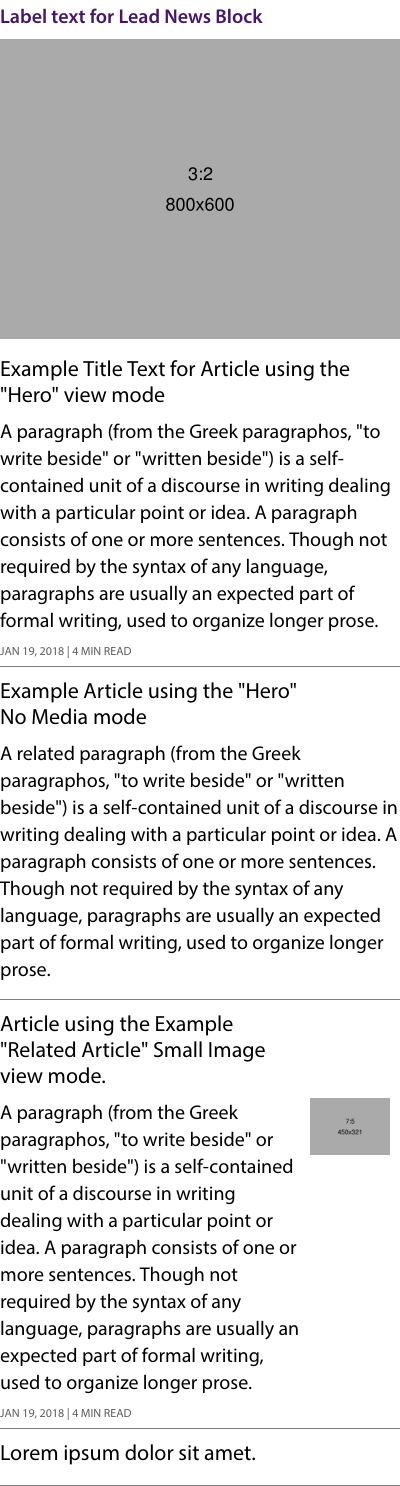 Label text for Lead News Block
3:2
800x600
Example Title Text for Article using the
"Hero" view mode
A paragraph (from the Greek paragraphos, "to
write beside" or "written beside") is a self-
contained unit of a discourse in writing dealing
with a particular point or idea. A paragraph
consists of one or more sentences. Though not
required by the syntax of any language,
paragraphs are usually an expected part of
formal writing, used to organize longer prose.
JAN 19, 2018 | 4 MIN READ
Example Article using the "Hero"
No Media mode
A related paragraph (from the Greek
paragraphos, "to write beside" or "written
beside") is a self-contained unit of a discourse in
writing dealing with a particular point or idea. A
paragraph consists of one or more sentences.
Though not required by the syntax of any
language, paragraphs are usually an expected
part of formal writing, used to organize longer
prose.
Article using the Example
"Related Article" Small Image
view mode.
A paragraph (from the Greek
paragraphos, "to write beside" or
"written beside") is a self-contained
unit of a discourse in writing
dealing with a particular point or
idea. A paragraph consists of one or
more sentences. Though not
required by the syntax of any
language, paragraphs are usually an
expected part of formal writing,
used to organize longer prose.
7:5
450x321
JAN 19, 2018 | 4 MIN READ
Lorem ipsum dolor sit amet.